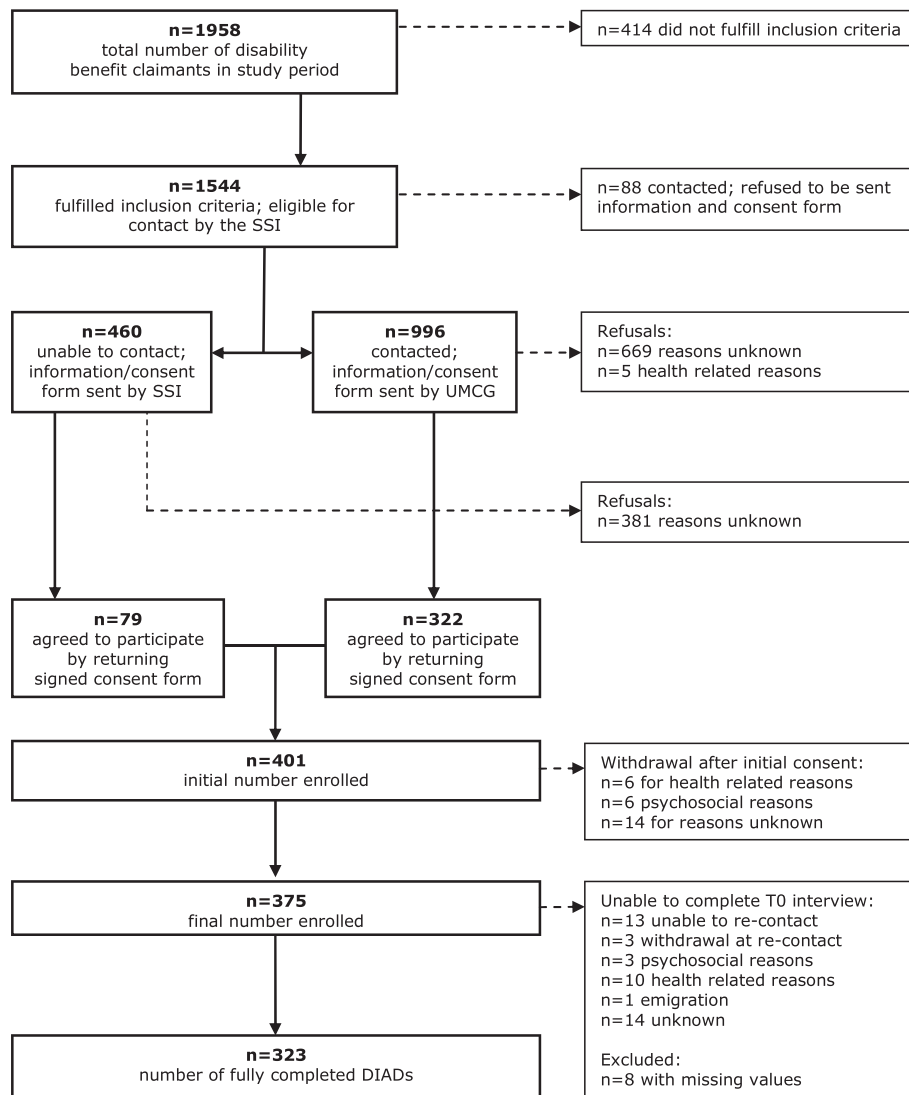 n=1958
total number of disability
benefit claimants in study period
n=414 did not fulfill inclusion criteria
n=1544
fulfilled inclusion criteria; eligible for
contact by the SSI
n=88 contacted; refused to be sent
information and consent form
n=460
unable to contact;
information/consent
form sent by SSI
n=996
contacted;
information/consent
form sent by UMCG
Refusals:
n=669 reasons unknown
n=5 health related reasons
Refusals:
n=381 reasons unknown
n=79
agreed to participate
by returning
signed consent form
n=322
agreed to participate
by returning
signed consent form
n=401
initial number enrolled
Withdrawal after initial consent:
n=6 for health related reasons
n=6 psychosocial reasons
n=14 for reasons unknown
n=375
final number enrolled
Unable to complete T0 interview:
n=13 unable to re-contact
n=3 withdrawal at re-contact
n=3 psychosocial reasons
n=10 health related reasons
n=1 emigration
n=14 unknown
Excluded:
n=8 with missing values
n=323
number of fully completed DIADs